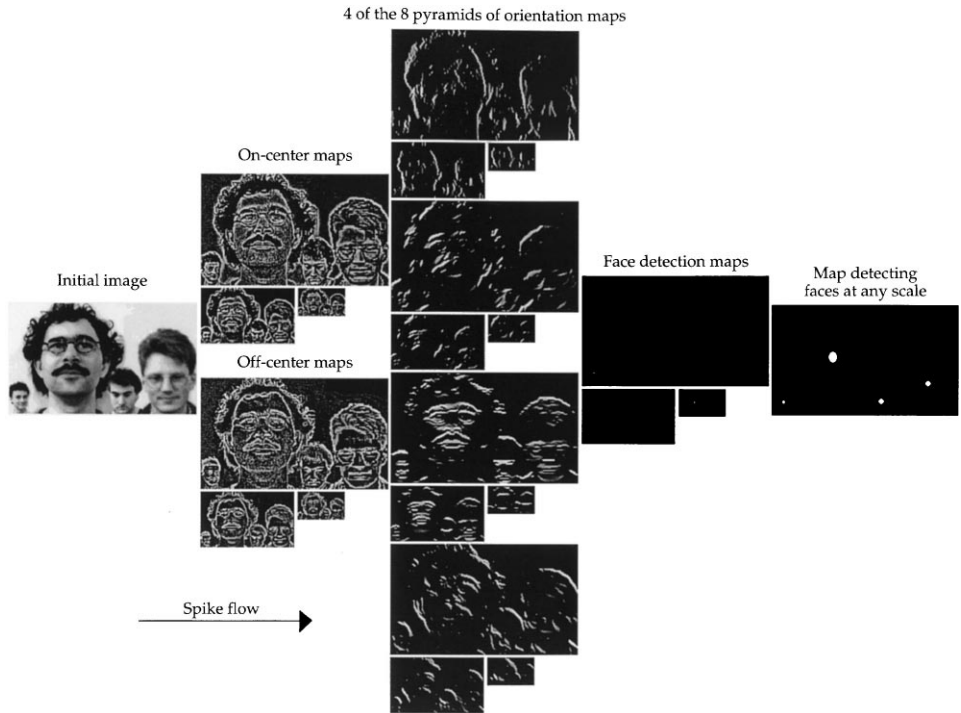 4 of the 8 pyramids of orientation maps
On-center maps
Initial image
Off-center maps
Face detection maps
Map detecting
faces at any scale
Spike flow